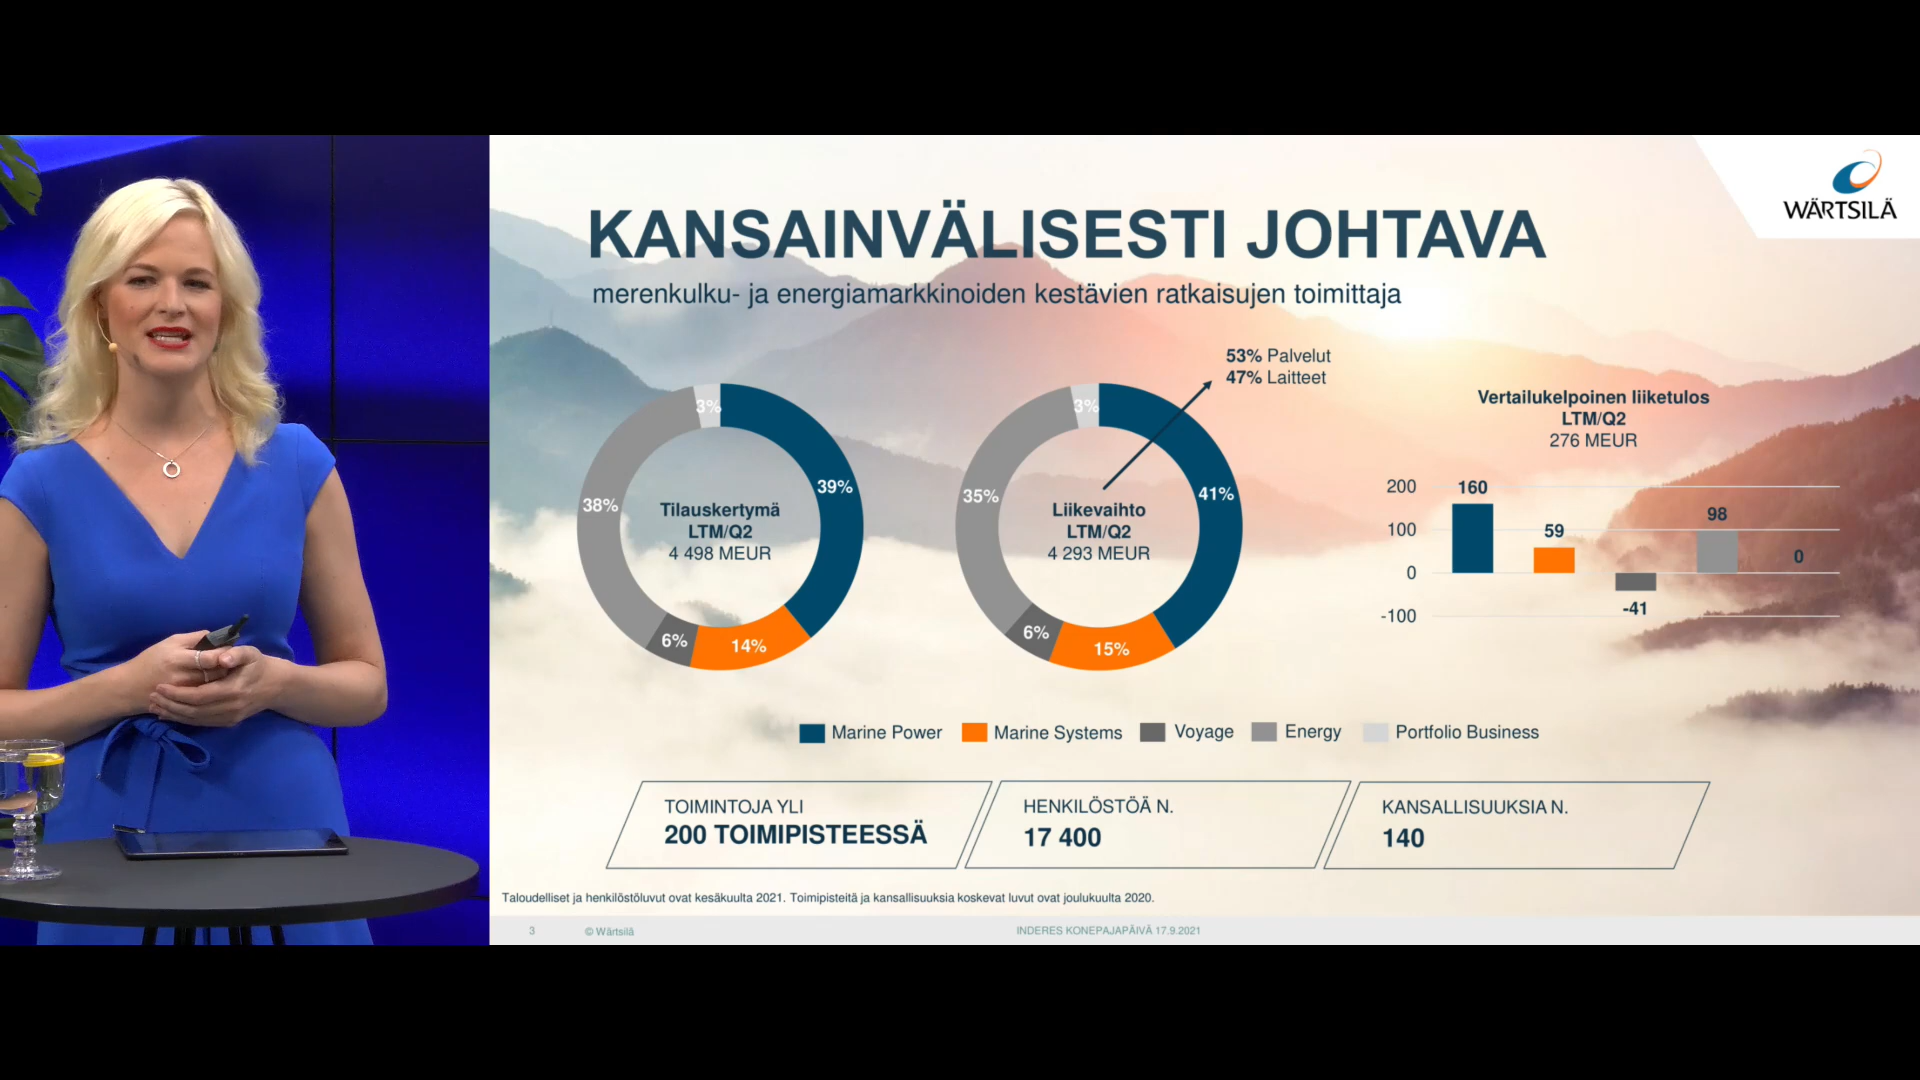 WÄRTSILÄ
KANSAINVÄLISESTI JOHTAVA
merenkulku- ja energiamarkkinoiden kestävien ratkaisujen toimittaja
3%
39%
14%
6%
38%
Tilauskertymä
LTM/Q2
4 498 MEUR
53% Palvelut
47% Laitteet
3%
41%
15%
6%
35%
Liikevaihto
LTM/Q2
4 293 MEUR
Vertailukelpoinen liiketulos
LTM/Q2
276 MEUR
200
100
0
-100
160
59
-41
98
0
Marine Power
Marine Systems
Voyage
Energy
Portfolio Business
TOIMINTOJA YLI
200 TOIMIPISTEESSÄ
HENKILÖSTÖÄ N.
17 400
KANSALLISUUKSIA N.
140
Taloudelliset ja henkilöstöluvut ovat kesäkuulta 2021. Toimipisteitä ja kansallisuuksia koskevat luvut ovat joulukuulta 2020.
3
© Wärtsilä
INDERES KONEPAJAPÄIVÄ 17.9.2021